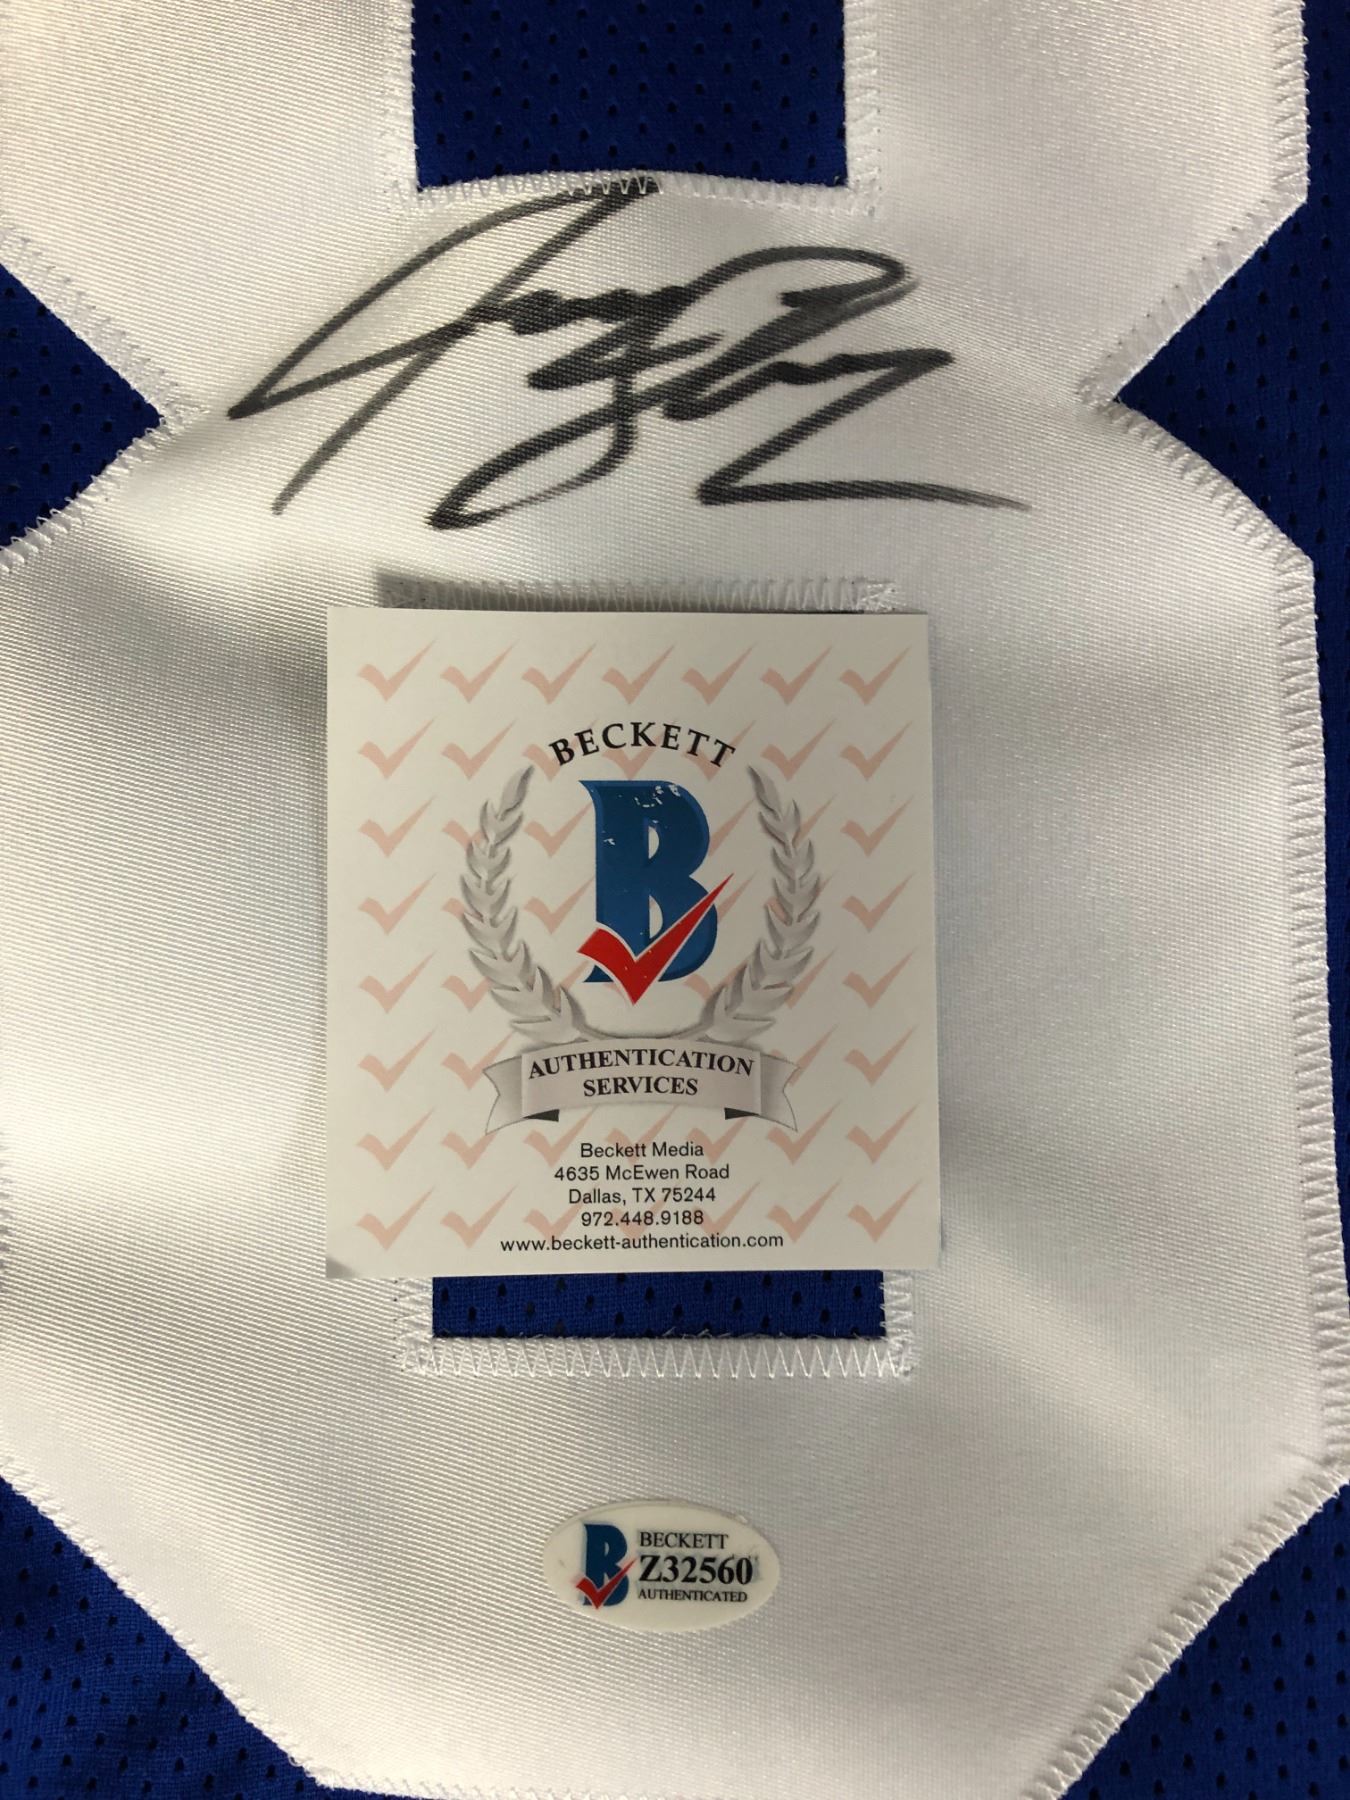 BECKETT
B
AUTHENTICATION
SERVICES
Beckett Media
4635 McEwen Road
Dallas, TX 75244
972.448.9188
www.beckett-authentication.com
B
BECKETT
Z32560
AUTHENTICATED